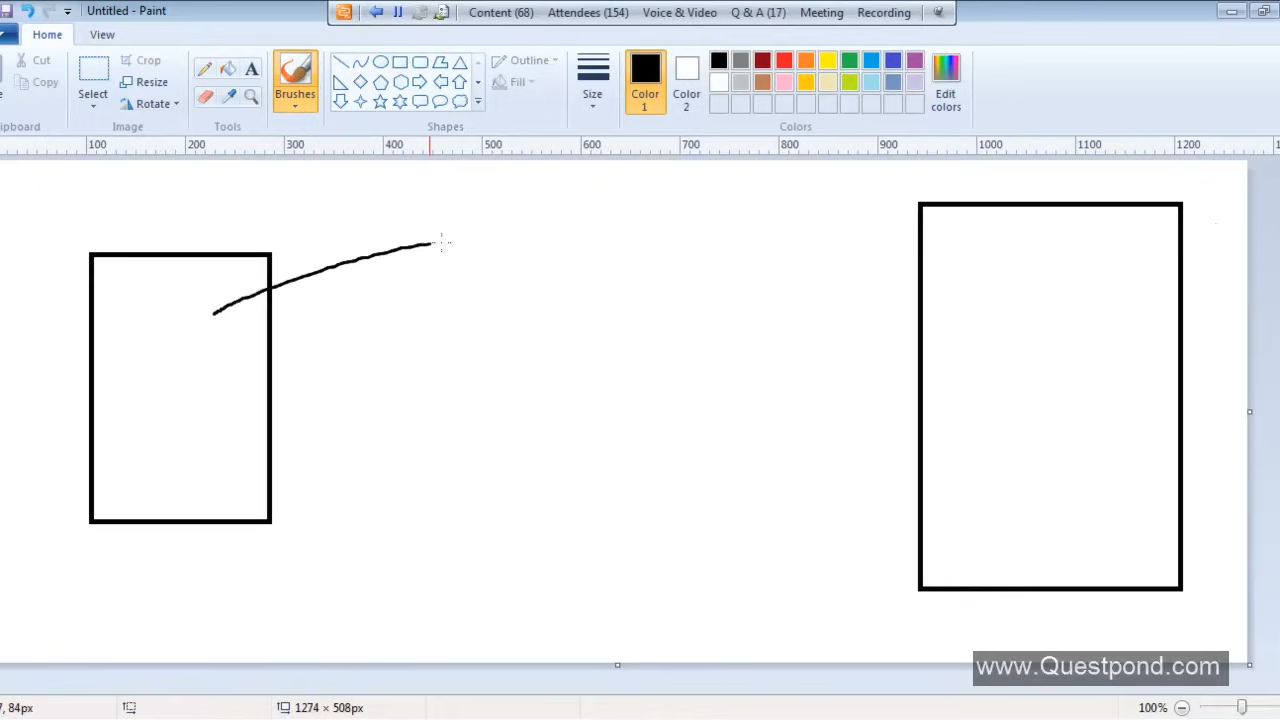 Untitled - Paint
Content (68) Attendees (154) Voice & Video Q & A (17) Meeting Recording
Home View
Cut
Copy
Select
Crop
Resize
Rotate
Brushes
Outline
Fill
Size
Color 1
Color 2
Edit colors
Image Tools Shapes Colors
100 200 300 400 500 600 700 800 900 1000 1100 1200
www.Questpond.com
84px 1274 × 508px 100%